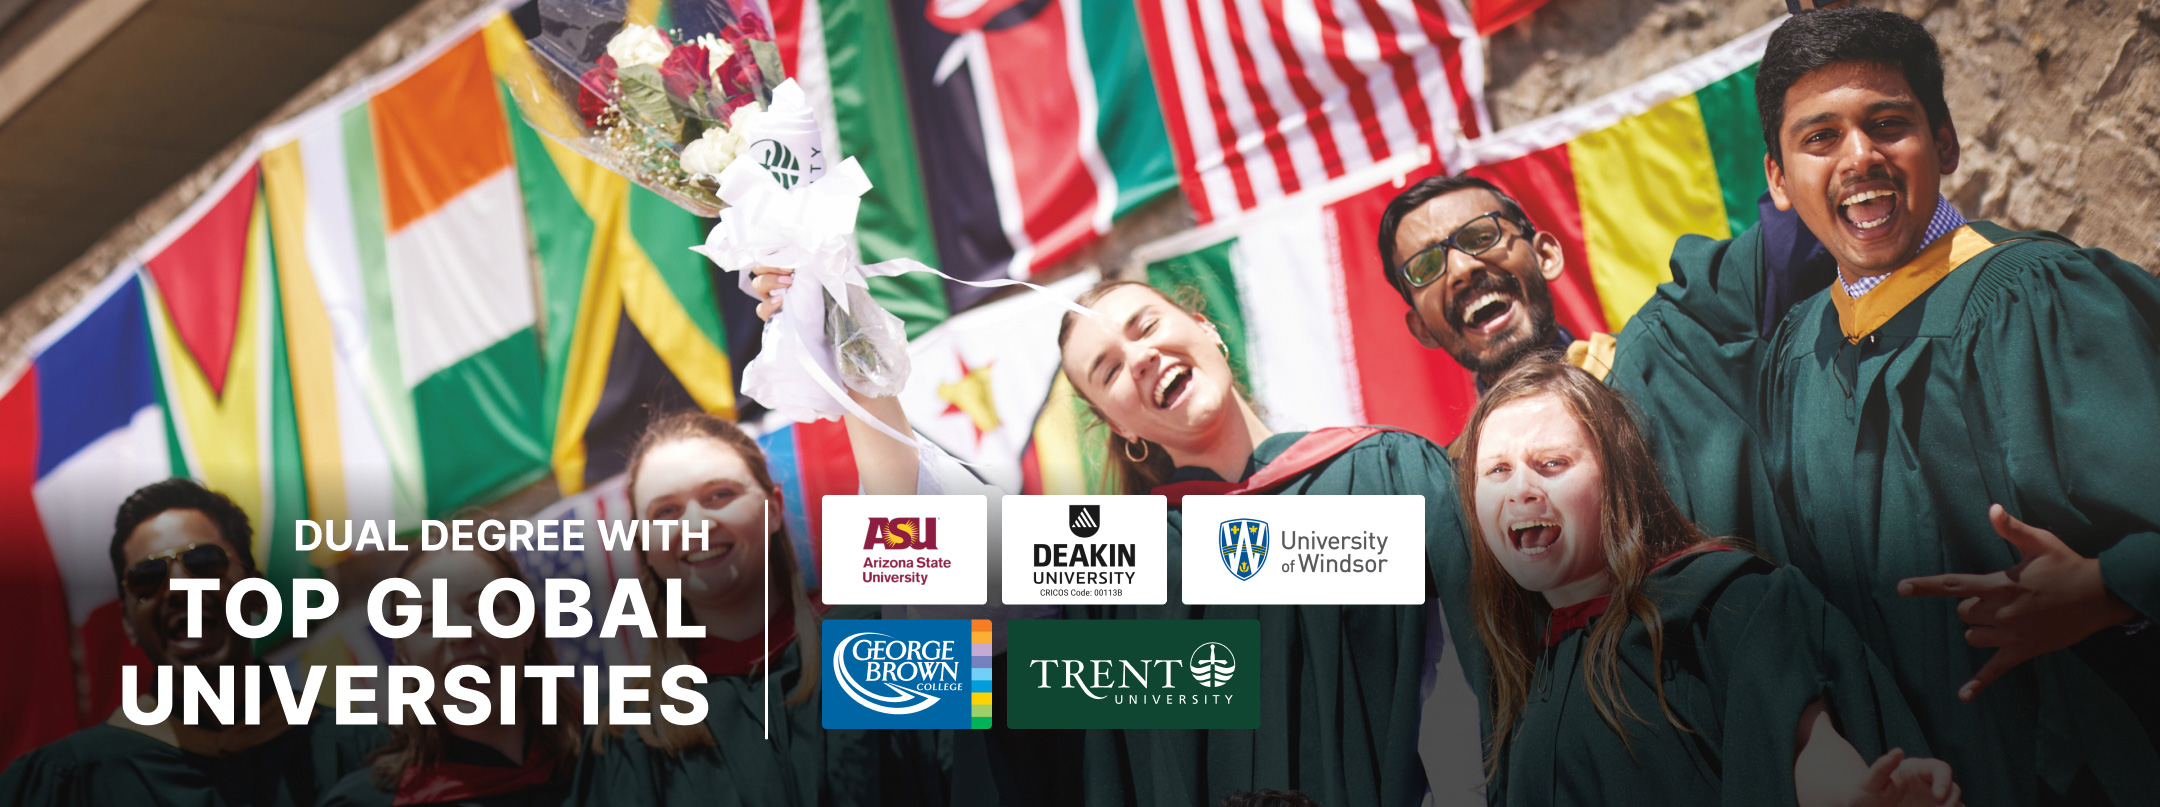 TY
DUAL DEGREE WITH
TOP GLOBAL
UNIVERSITIES
ASU
Arizona State
University
DEAKIN
UNIVERSITY
CRICOS Code: 00113B
University
of Windsor
GEORGE
BROWN
COLLEGE
TRENT
UNIVERSITY